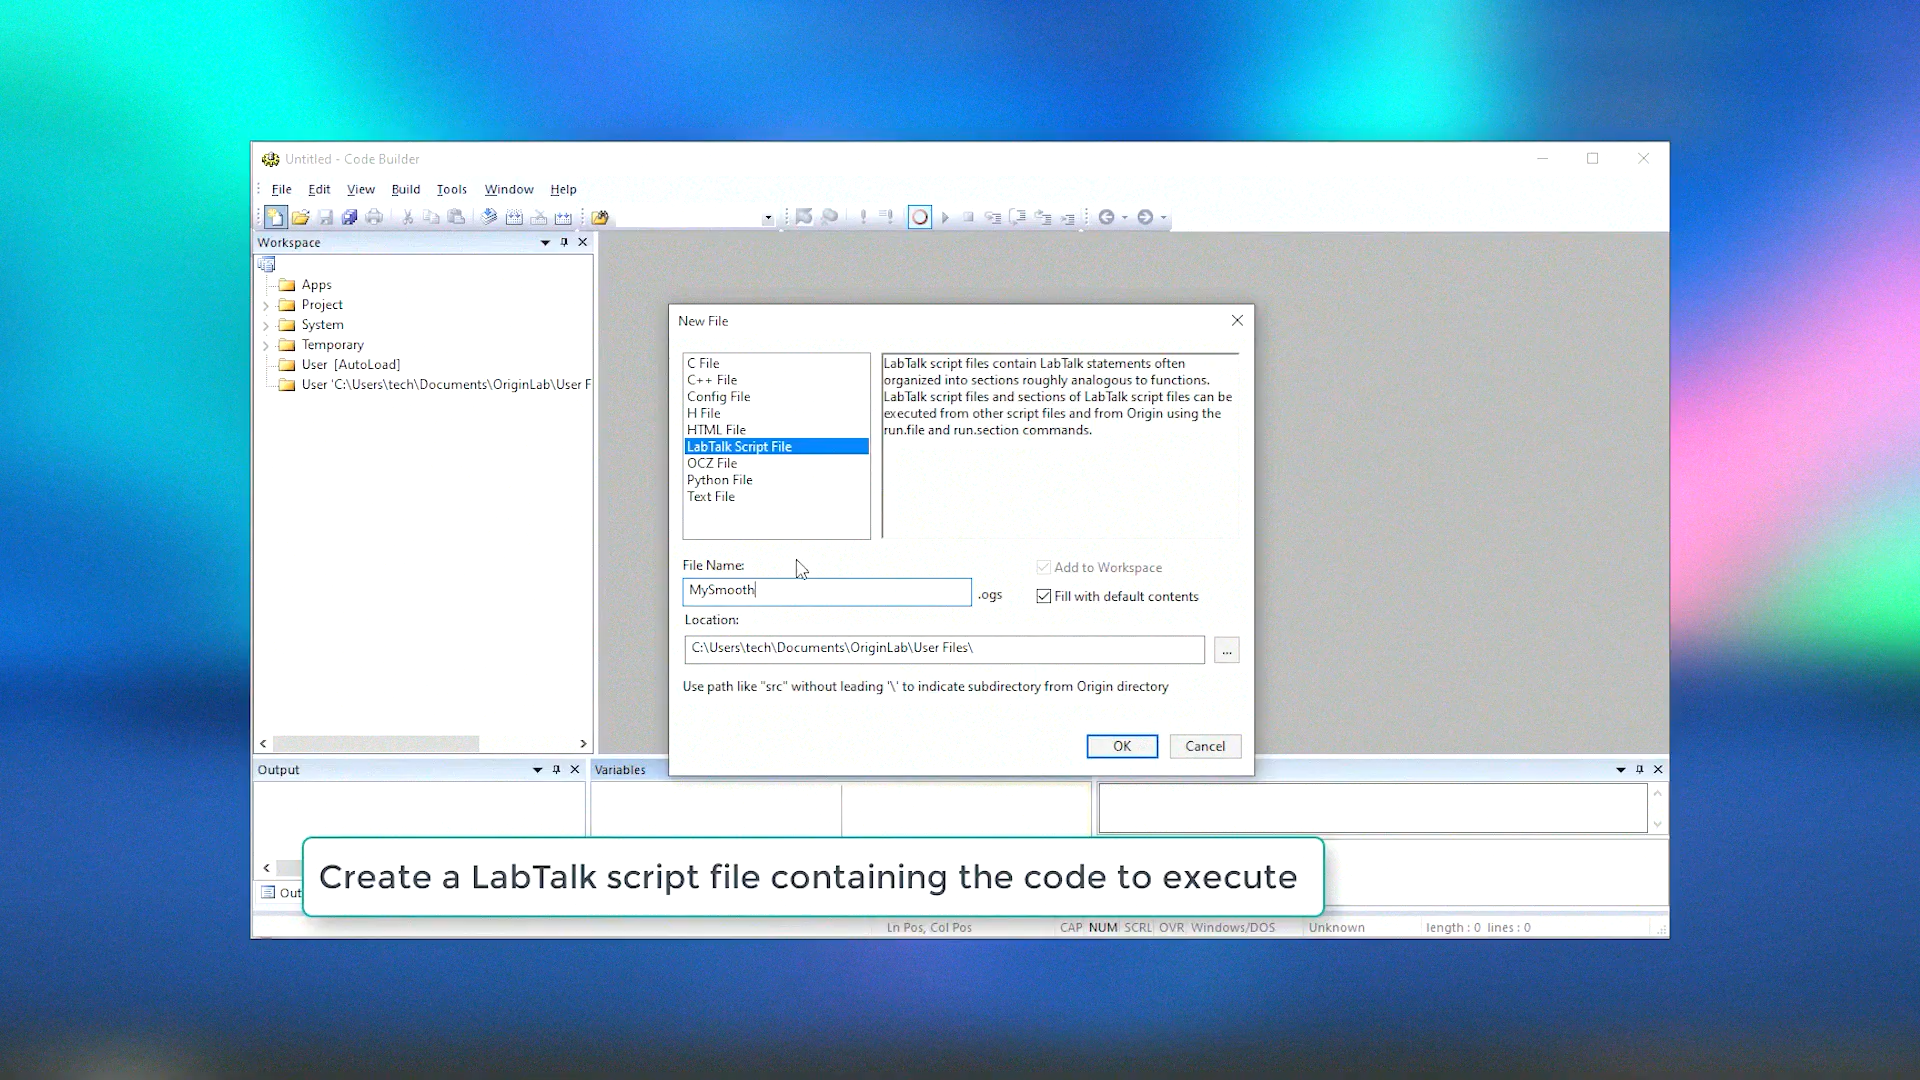 Untitled - Code Builder
File Edit View Build Tools Window Help
Workspace
Apps
Project
System
Temporary
User [AutoLoad]
User 'C:\Users\tech\Documents\OriginLab\User F
New File
C File
C++ File
Config File
H File
HTML File
LabTalk Script File
OCZ File
Python File
Text File
LabTalk script files contain LabTalk statements often
organized into sections roughly analogous to functions.
LabTalk script files and sections of LabTalk script files can be
executed from other script files and from Origin using the
run.file and run.section commands.
File Name:
MySmooth
.ogs
Add to Workspace
Fill with default contents
Location:
C:\Users\tech\Documents\OriginLab\User Files\
...
Use path like "src" without leading '\' to indicate subdirectory from Origin directory
OK Cancel
Output
Variables
Out
Create a LabTalk script file containing the code to execute
Ln Pos, Col Pos CAP NUM SCRL OVR Windows/DOS Unknown length : 0 lines : 0